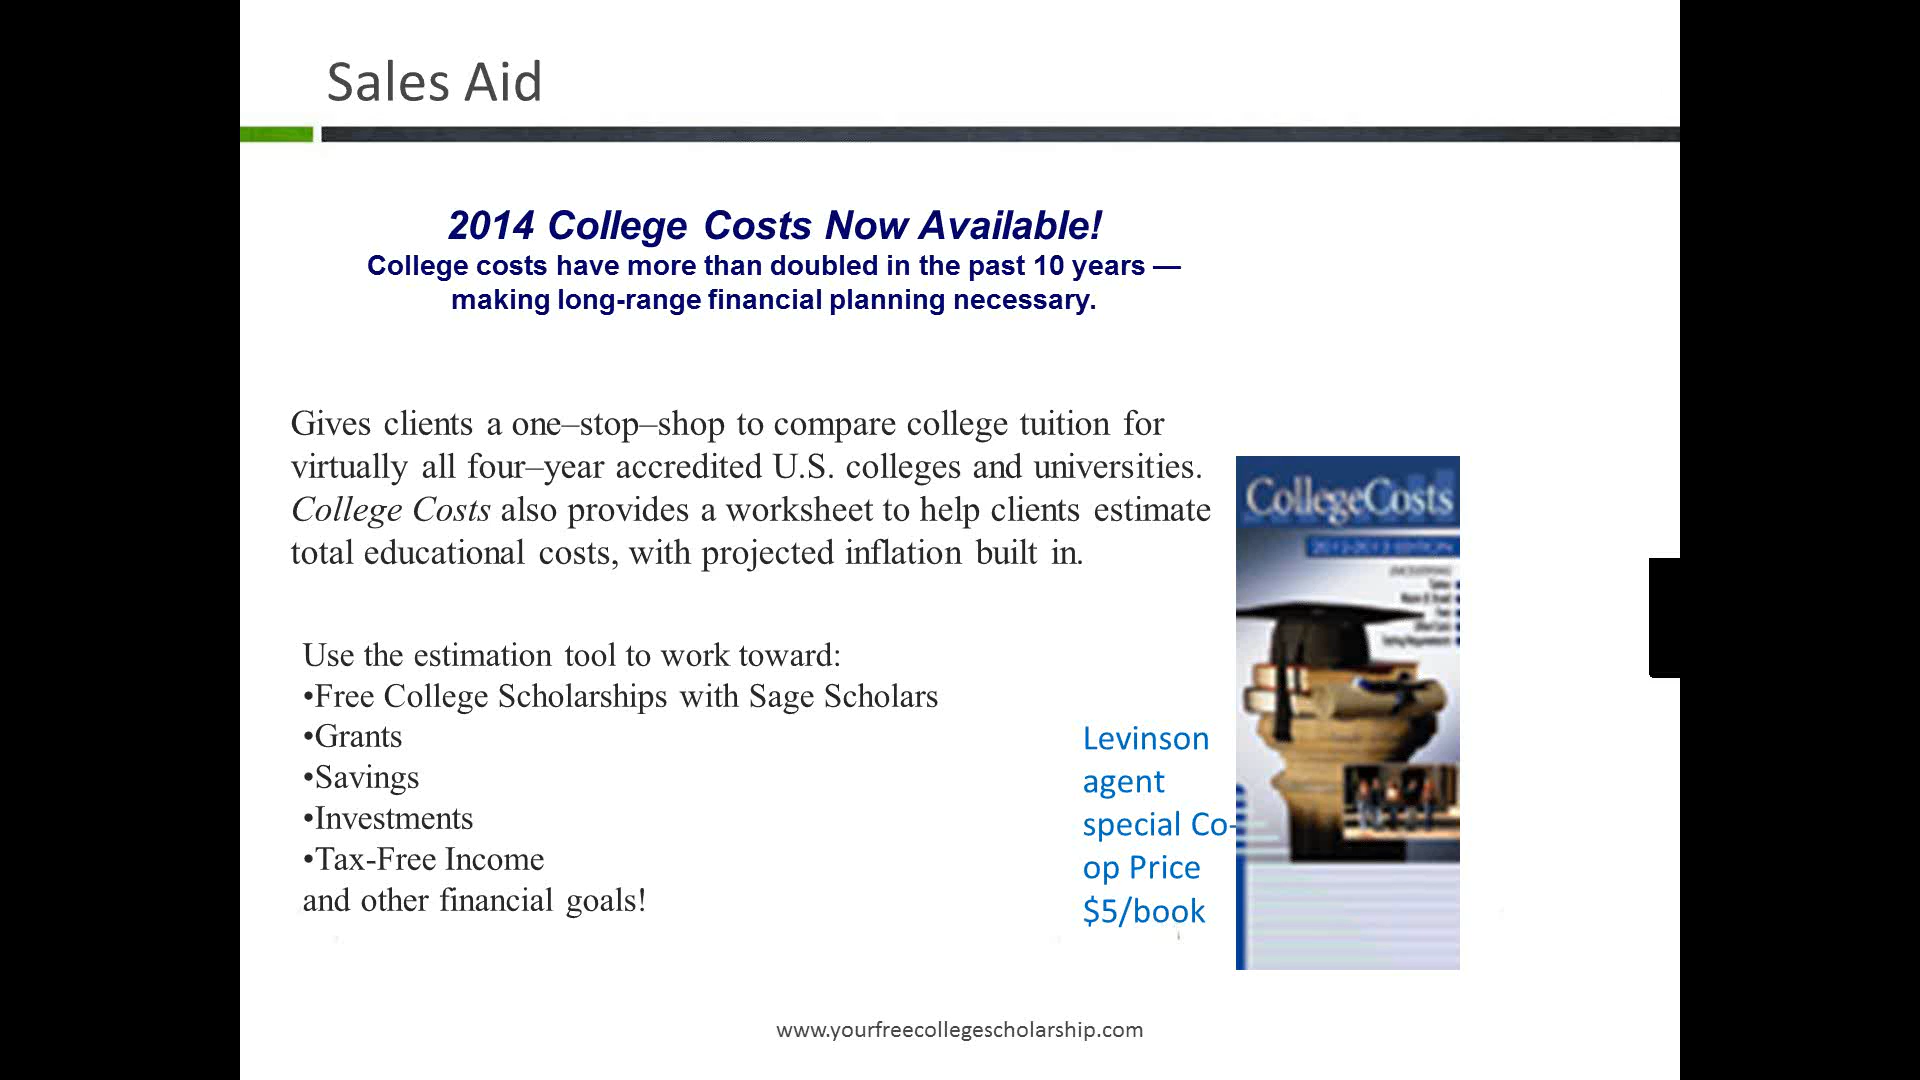 Sales Aid
2014 College Costs Now Available!
College costs have more than doubled in the past 10 years —
making long-range financial planning necessary.
Gives clients a one–stop–shop to compare college tuition for
virtually all four–year accredited U.S. colleges and universities.
College Costs also provides a worksheet to help clients estimate
total educational costs, with projected inflation built in.
Use the estimation tool to work toward:
•Free College Scholarships with Sage Scholars
•Grants
•Savings
•Investments
•Tax-Free Income
and other financial goals!
Levinson
agent
special Co-
op Price
$5/book
CollegeCosts
www.yourfreecollegescholarship.com